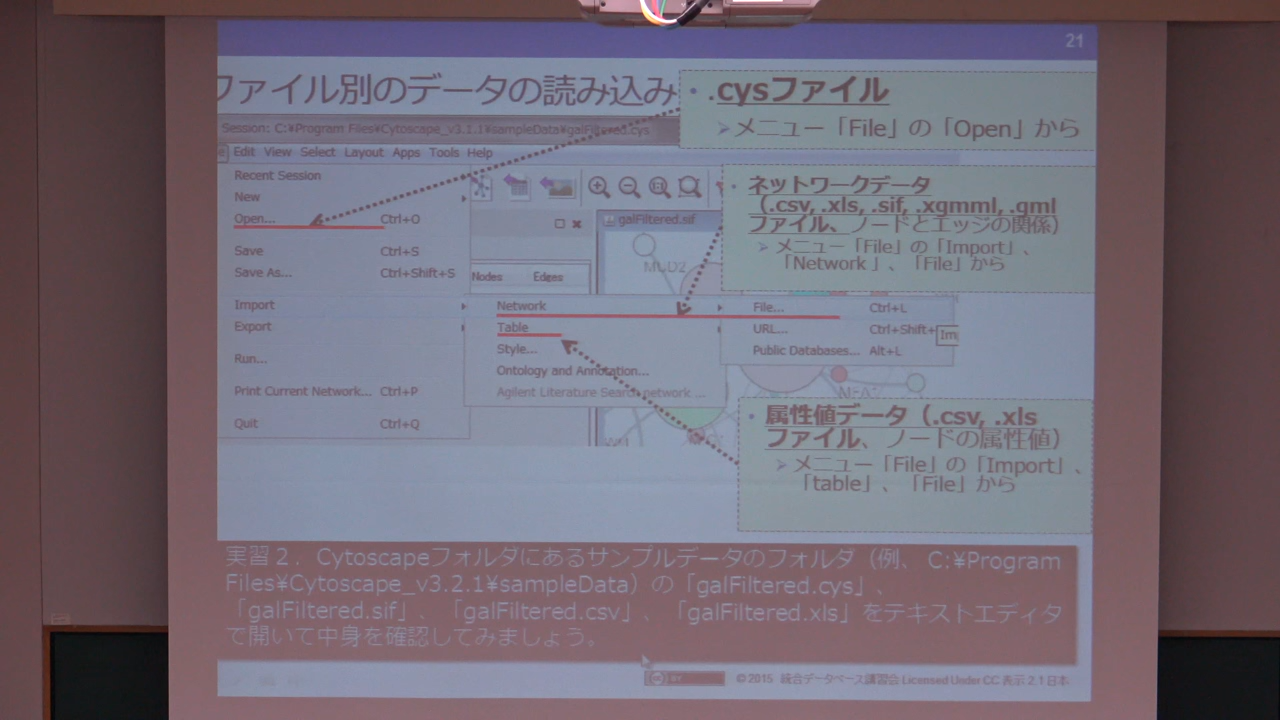 21
ファイル別のデータの読み込み
• .cysファイル
➢メニュー「File」の「Open」から
Session: C:¥Program Files¥Cytoscape_v3.1.1¥sampleData¥galFiltered.cys
Edit View Select Layout Apps Tools Help
Recent Session
New
Open... Ctrl+O
Save Ctrl+S
Save As... Ctrl+Shift+S
Import
Export
Run...
Print Current Network... Ctrl+P
Quit Ctrl+Q
Nodes Edges
galFiltered.sif
MUD2
Network
Table
Style...
Ontology and Annotation...
Agilent Literature Search network ...
File... Ctrl+L
URL... Ctrl+Shift+
Public Databases... Alt+L
Im
• ネットワークデータ
（.csv, .xls, .sif, .xgmml, .gml
ファイル、ノードとエッジの関係）
➢ メニュー「File」の「Import」、
「Network 」、「File」から
• 属性値データ（.csv, .xls
ファイル、ノードの属性値）
➢ メニュー「File」の「Import」、
「table」、「File」から
実習２．Cytoscapeフォルダにあるサンプルデータのフォルダ（例、C:¥Program
Files¥Cytoscape_v3.2.1¥sampleData）の「galFiltered.cys」、
「galFiltered.sif」、「galFiltered.csv」、「galFiltered.xls」をテキストエディタ
で開いて中身を確認してみましょう。
© 2015 統合データベース講習会 Licensed Under CC 表示 2.1 日本